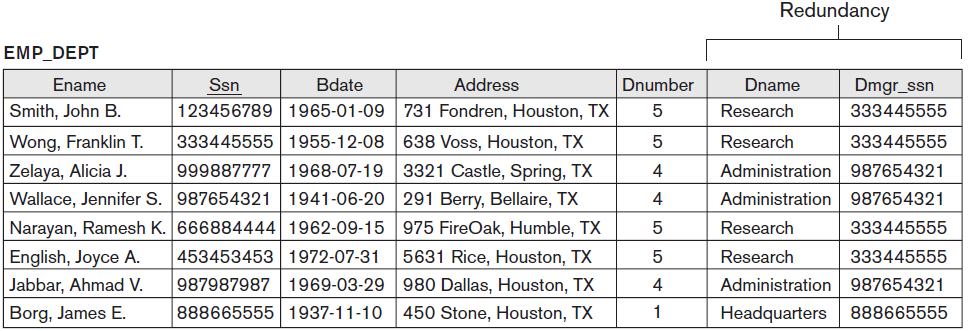 Redundancy
EMP_DEPT
Ename Ssn Bdate Address Dnumber Dname Dmgr_ssn
Smith, John B. 123456789 1965-01-09 731 Fondren, Houston, TX 5 Research 333445555
Wong, Franklin T. 333445555 1955-12-08 638 Voss, Houston, TX 5 Research 333445555
Zelaya, Alicia J. 999887777 1968-07-19 3321 Castle, Spring, TX 4 Administration 987654321
Wallace, Jennifer S. 987654321 1941-06-20 291 Berry, Bellaire, TX 4 Administration 987654321
Narayan, Ramesh K. 666884444 1962-09-15 975 FireOak, Humble, TX 5 Research 333445555
English, Joyce A. 453453453 1972-07-31 5631 Rice, Houston, TX 5 Research 333445555
Jabbar, Ahmad V. 987987987 1969-03-29 980 Dallas, Houston, TX 4 Administration 987654321
Borg, James E. 888665555 1937-11-10 450 Stone, Houston, TX 1 Headquarters 888665555